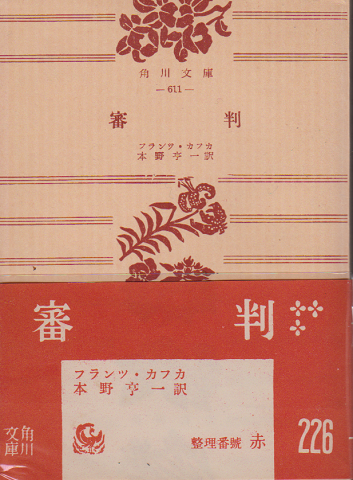 角川文庫
—611—
審判
フランツ・カフカ
本野亨一訳
審判
フランツ・カフカ
本野亨一訳
角川
文庫
整理番號 赤 226